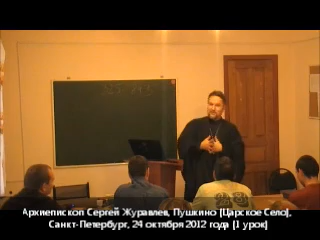 Архиепископ Сергей Журавлев, Пушкино [Царское Село],
Санкт-Петербург, 24 октября 2012 года [1 урок]